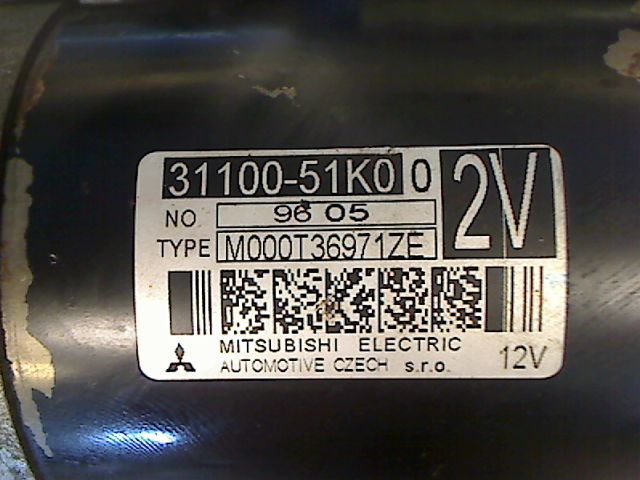 31100-51K0 0
2V
NO 96 05
TYPE M000T36971ZE
MITSUBISHI ELECTRIC
AUTOMOTIVE CZECH s.r.o.
12V